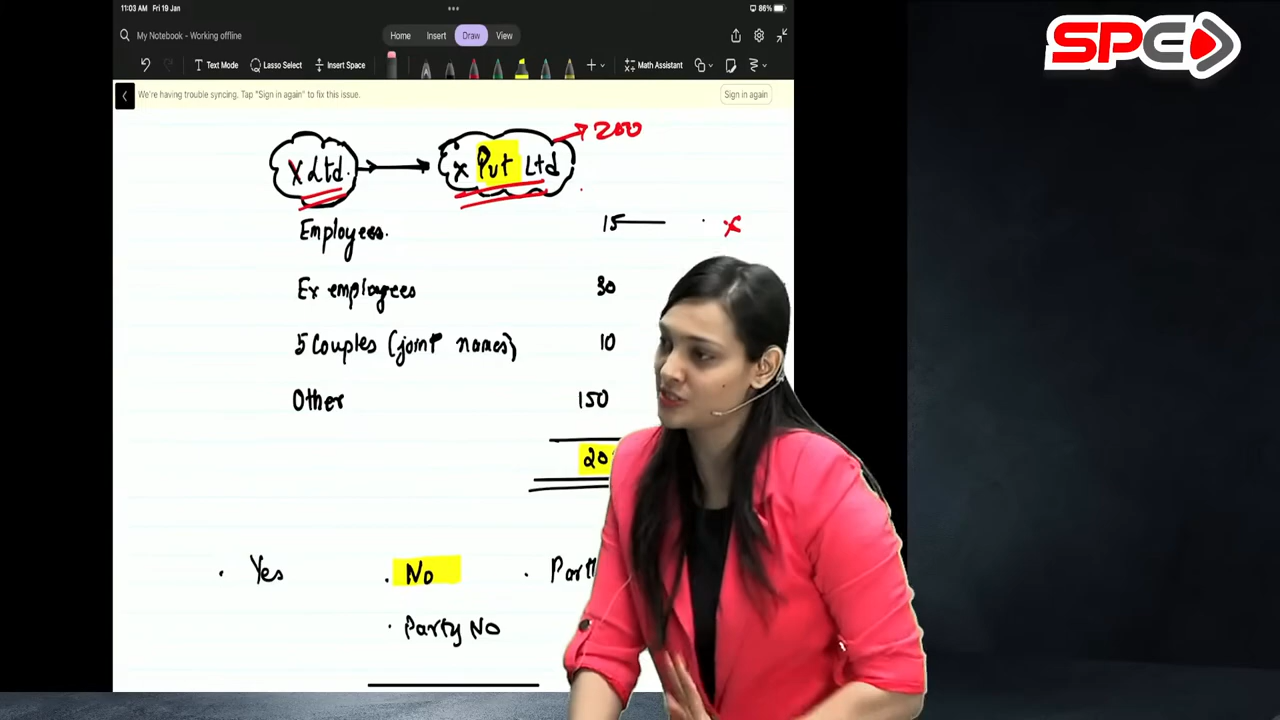 11:03 AM Fri 19 Jan
86%
My Notebook - Working offline
Home Insert Draw View
Text Mode Lasso Select Insert Space Math Assistant
We're having trouble syncing. Tap "Sign in again" to fix this issue.
Sign in again
SPC
X Ltd. → X Pvt Ltd → 200
Employees. 15 x
Ex employees 30
5 Couples (joint names) 10
Other 150
20
· Yes · No ·
· Party No